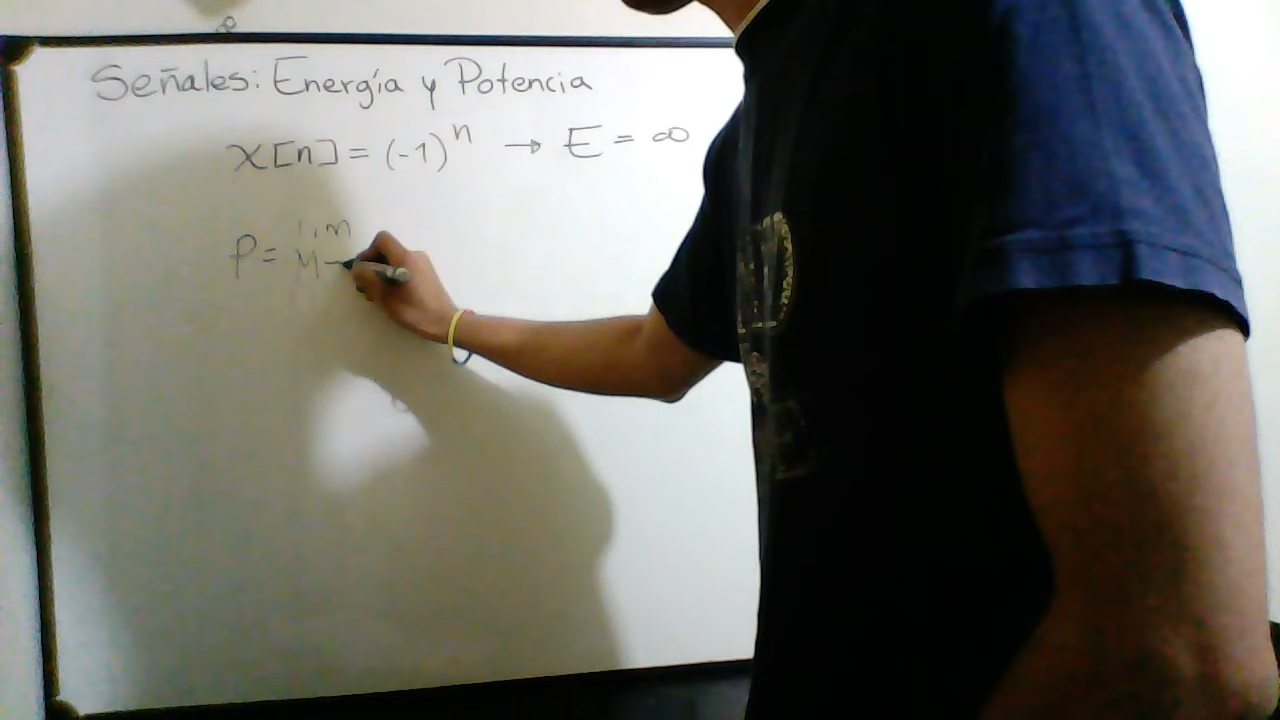 Señales: Energía y Potencia
x[n] = (-1)^n → E = ∞
P = lim
M→